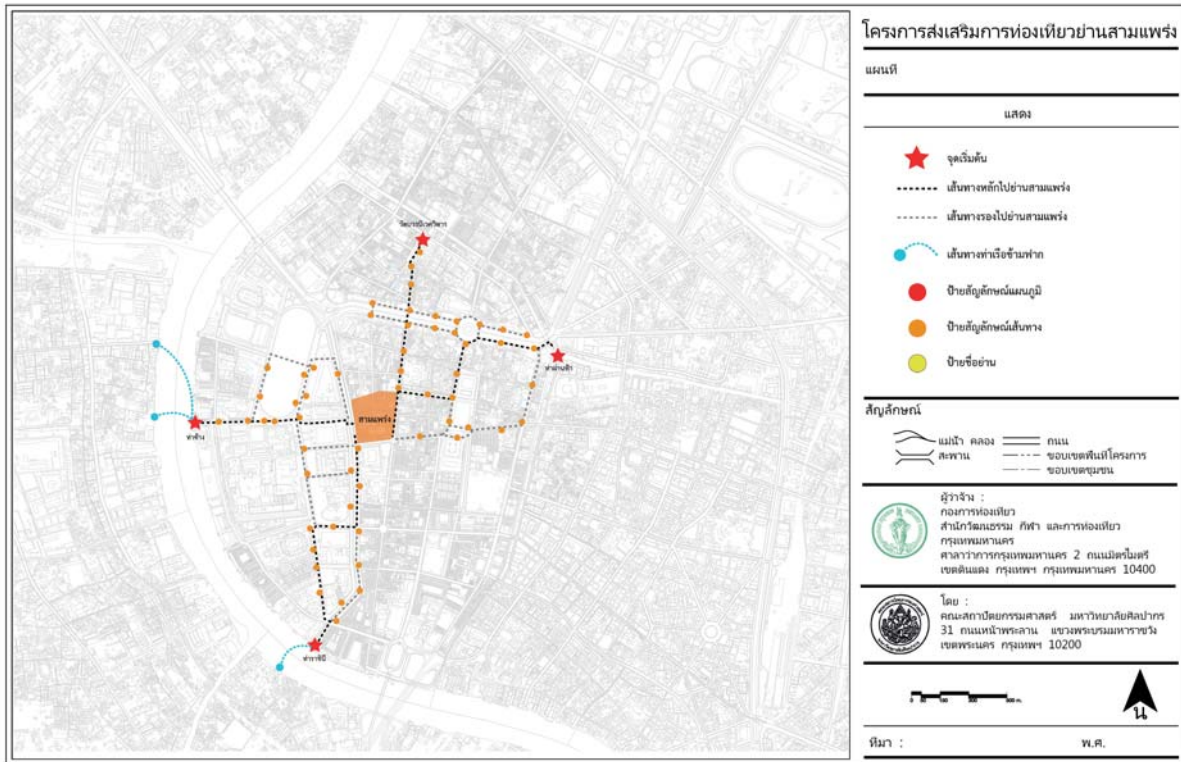 วัดบวรนิเวศวิหาร
ท่าผ่านฟ้า
สามแพร่ง
ท่าช้าง
ท่าราชินี
โครงการส่งเสริมการท่องเที่ยวย่านสามแพร่ง
แผนที่
แสดง
จุดเริ่มต้น
เส้นทางหลักไปย่านสามแพร่ง
เส้นทางรองไปย่านสามแพร่ง
เส้นทางท่าเรือข้ามฟาก
ป้ายสัญลักษณ์แผนภูมิ
ป้ายสัญลักษณ์เส้นทาง
ป้ายชื่อย่าน
สัญลักษณ์
แม่น้ำ คลอง ถนน
สะพาน ขอบเขตพื้นที่โครงการ
ขอบเขตชุมชน
ผู้ว่าจ้าง :
กองการท่องเที่ยว
สำนักวัฒนธรรม กีฬา และการท่องเที่ยว
กรุงเทพมหานคร
ศาลาว่าการกรุงเทพมหานคร 2 ถนนมิตรไมตรี
เขตดินแดง กรุงเทพฯ กรุงเทพมหานคร 10400
โดย :
คณะสถาปัตยกรรมศาสตร์ มหาวิทยาลัยศิลปากร
31 ถนนหน้าพระลาน แขวงพระบรมมหาราชวัง
เขตพระนคร กรุงเทพฯ 10200
น
ที่มา : พ.ศ.